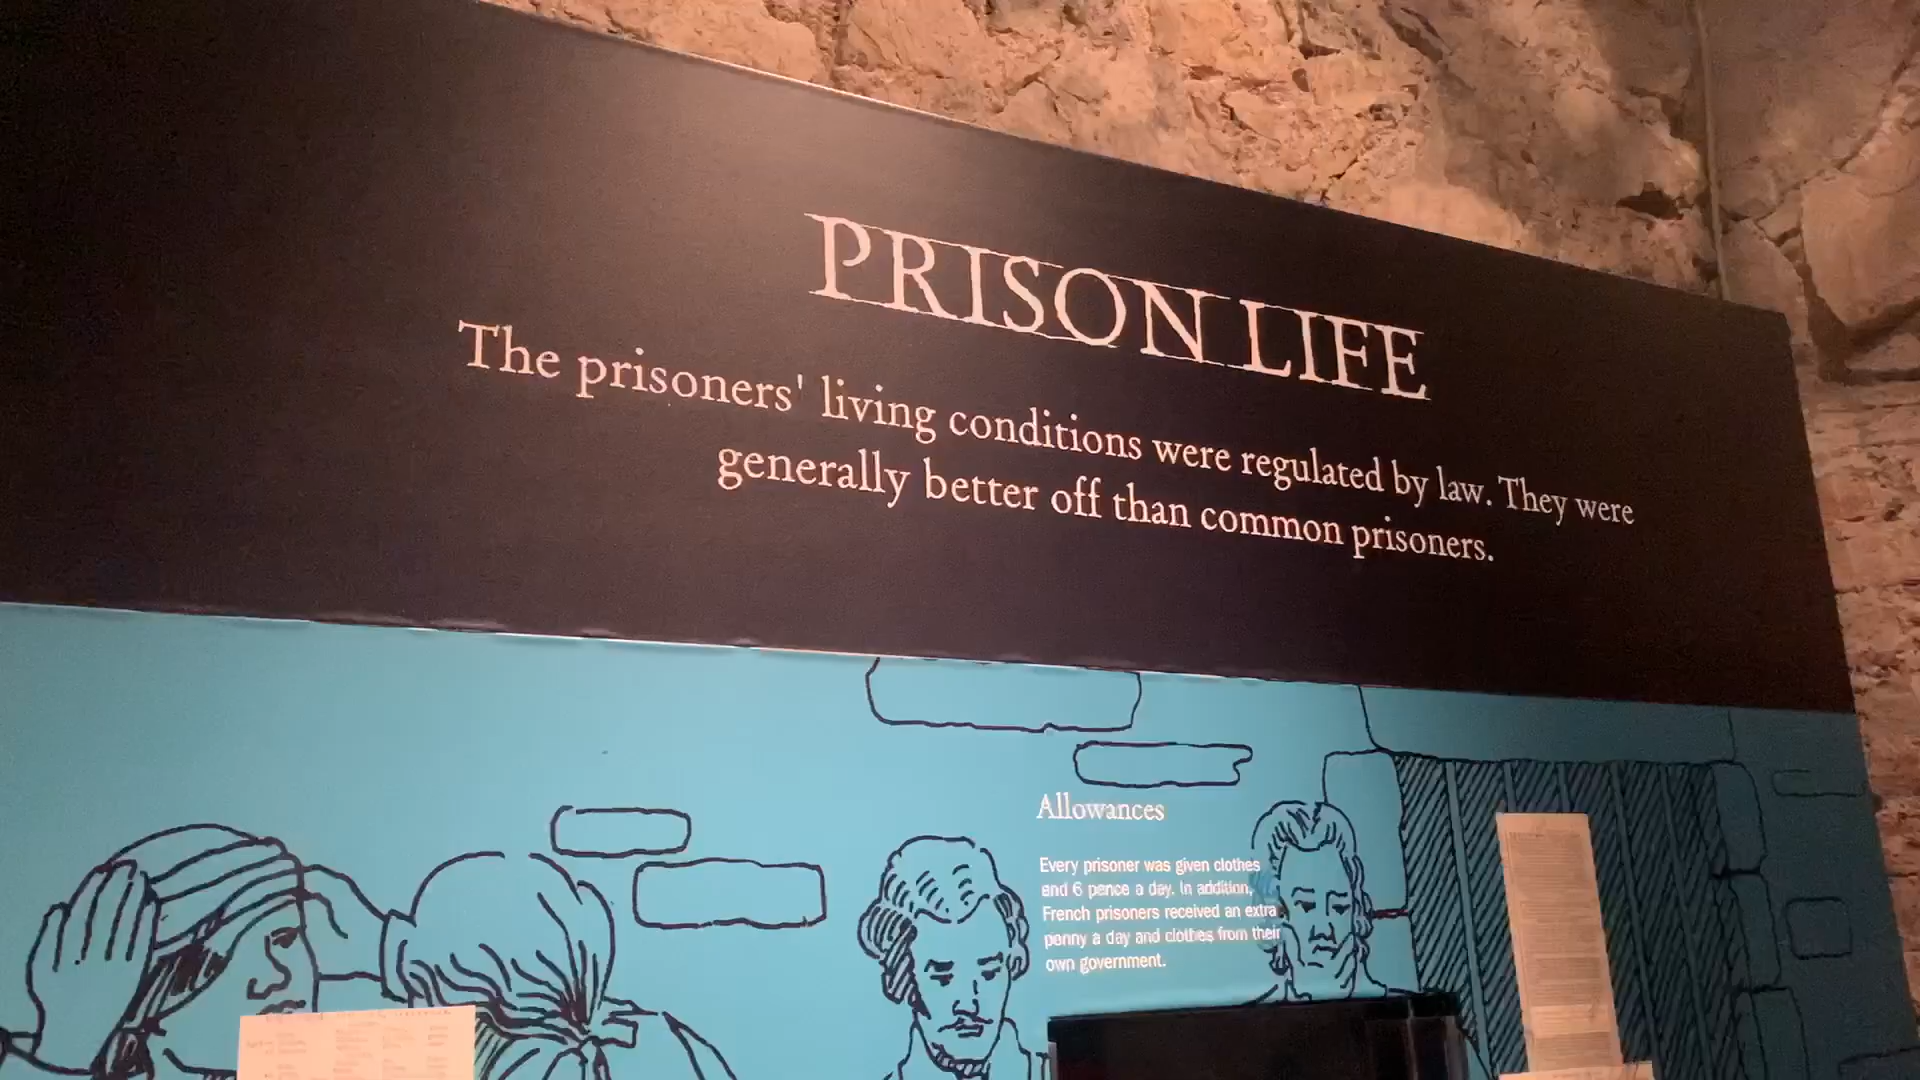 PRISON LIFE
The prisoners' living conditions were regulated by law. They were
generally better off than common prisoners.
Allowances
Every prisoner was given clothes
and 6 pence a day. In addition,
French prisoners received an extra
penny a day and clothes from their
own government.